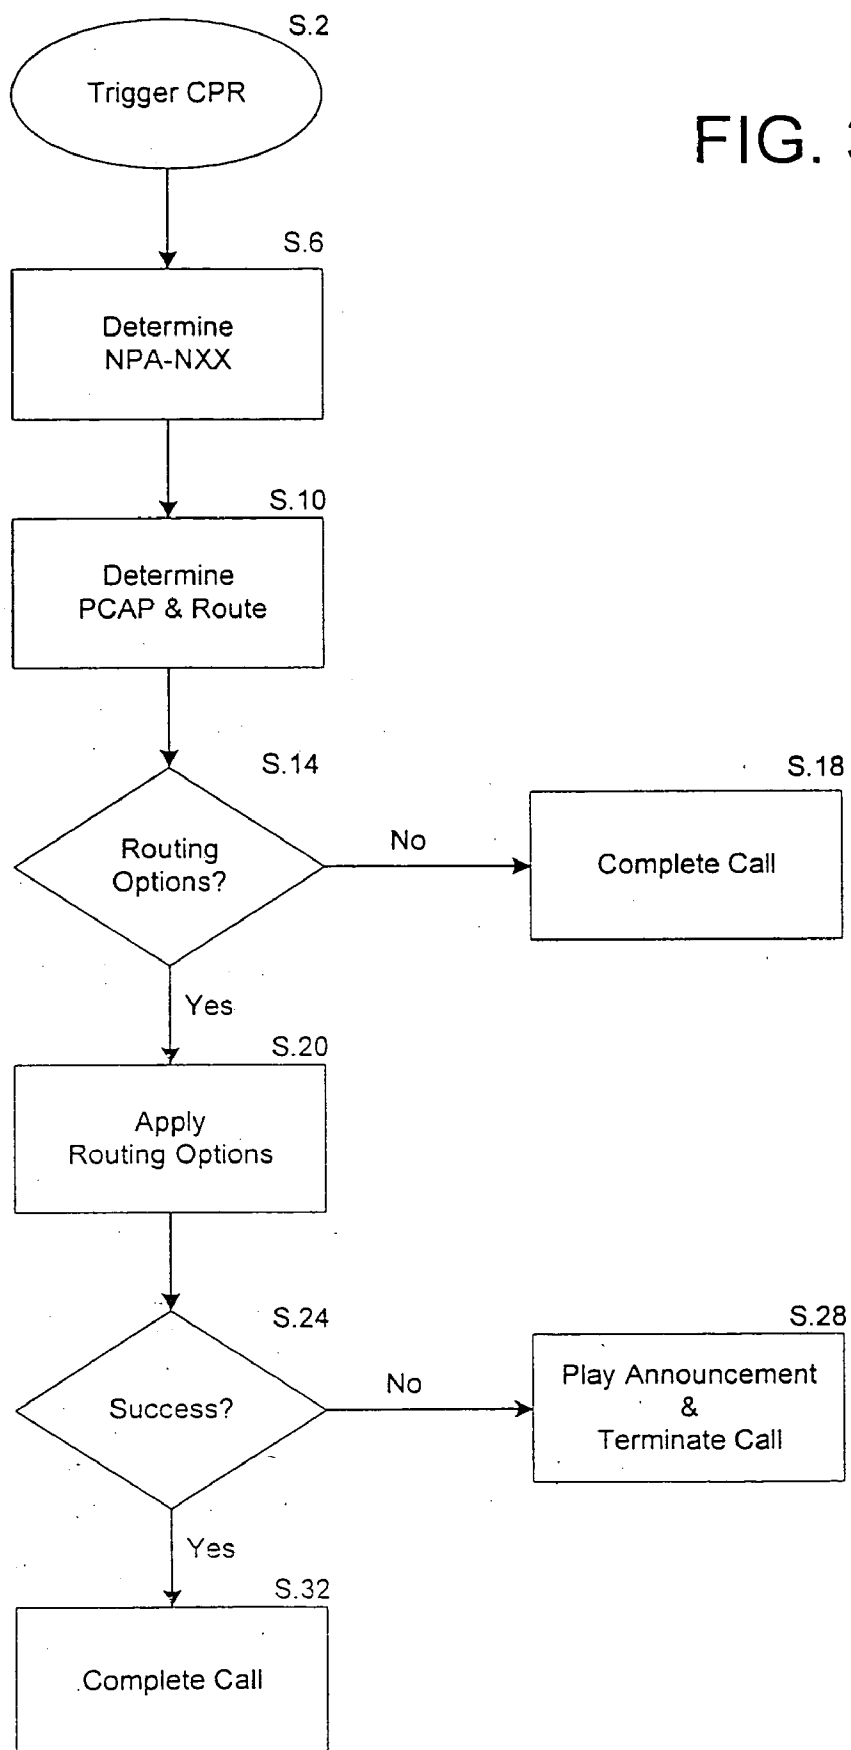 S.2
Trigger CPR
FIG. 3
S.6
Determine
NPA-NXX
S.10
Determine
PCAP & Route
S.14
Routing
Options?
No
S.18
Complete Call
Yes
S.20
Apply
Routing Options
S.24
Success?
No
S.28
Play Announcement
&
Terminate Call
Yes
S.32
Complete Call